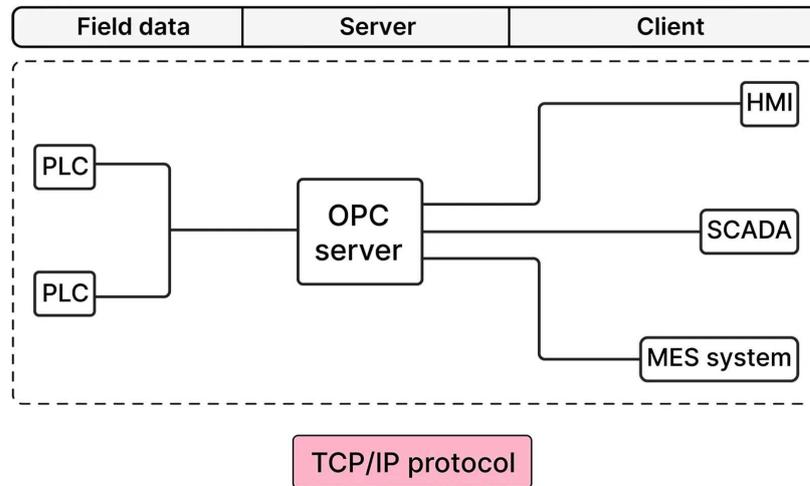 Field data
Server
Client
HMI
PLC
OPC
server
SCADA
PLC
MES system
TCP/IP protocol